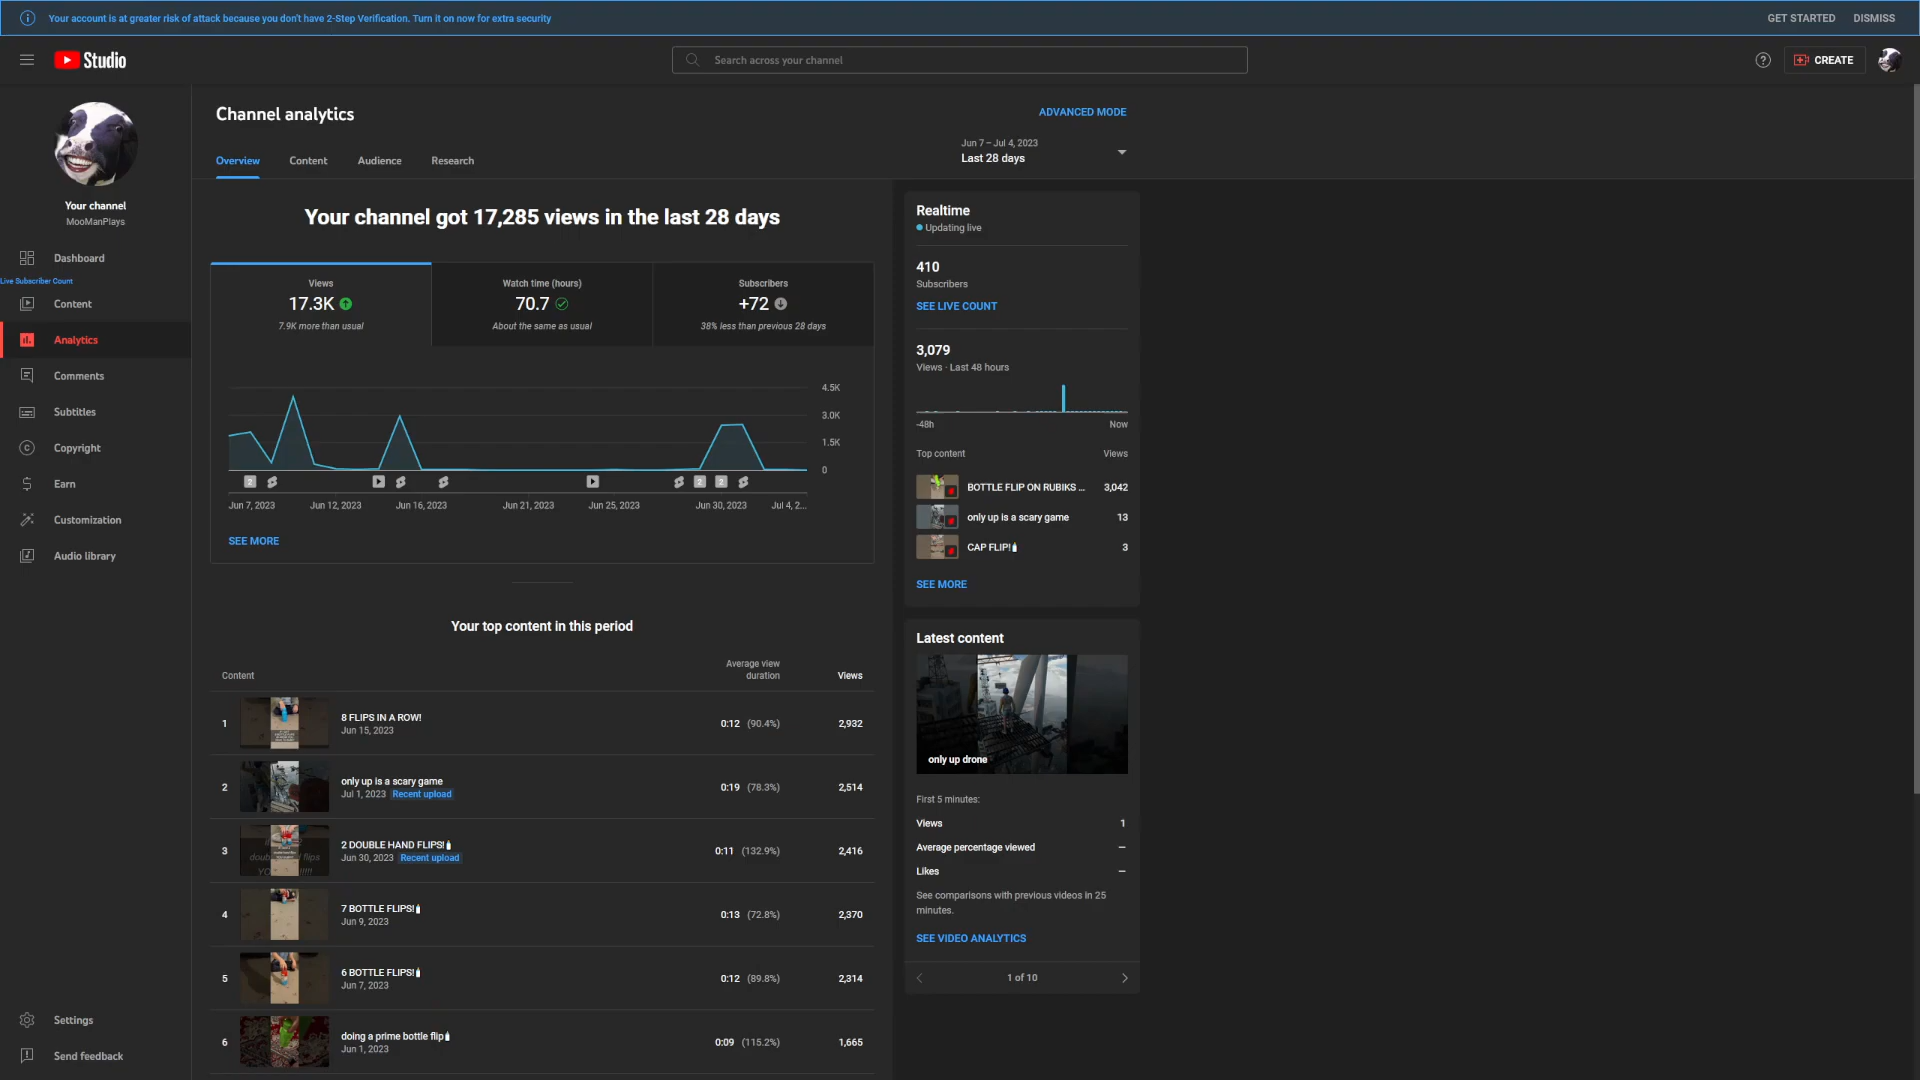 Your account is at greater risk of attack because you don't have 2-Step Verification. Turn it on now for extra security
GET STARTED
DISMISS
Studio
Search across your channel
CREATE
Your channel
MooManPlays
Dashboard
Live Subscriber Count
Content
Analytics
Comments
Subtitles
Copyright
Earn
Customization
Audio library
Settings
Send feedback
Channel analytics
ADVANCED MODE
Overview
Content
Audience
Research
Jun 7 – Jul 4, 2023
Last 28 days
Your channel got 17,285 views in the last 28 days
Views
17.3K
7.9K more than usual
Watch time (hours)
70.7
About the same as usual
Subscribers
+72
38% less than previous 28 days
4.5K
3.0K
1.5K
0
2
2
2
Jun 7, 2023
Jun 12, 2023
Jun 16, 2023
Jun 21, 2023
Jun 25, 2023
Jun 30, 2023
Jul 4, 2...
SEE MORE
Your top content in this period
Content
Average view
duration
Views
1
8 FLIPS IN A ROW!
Jun 15, 2023
0:12 (90.4%)
2,932
2
only up is a scary game
Jul 1, 2023 Recent upload
0:19 (78.3%)
2,514
3
2 DOUBLE HAND FLIPS!
Jun 30, 2023 Recent upload
0:11 (132.9%)
2,416
4
7 BOTTLE FLIPS!
Jun 9, 2023
0:13 (72.8%)
2,370
5
6 BOTTLE FLIPS!
Jun 7, 2023
0:12 (89.8%)
2,314
6
doing a prime bottle flip
Jun 1, 2023
0:09 (115.2%)
1,665
Realtime
Updating live
410
Subscribers
SEE LIVE COUNT
3,079
Views · Last 48 hours
-48h
Now
Top content
Views
BOTTLE FLIP ON RUBIKS ...
3,042
only up is a scary game
13
CAP FLIP!
3
SEE MORE
Latest content
only up drone
First 5 minutes:
Views
1
Average percentage viewed
–
Likes
–
See comparisons with previous videos in 25
minutes.
SEE VIDEO ANALYTICS
1 of 10